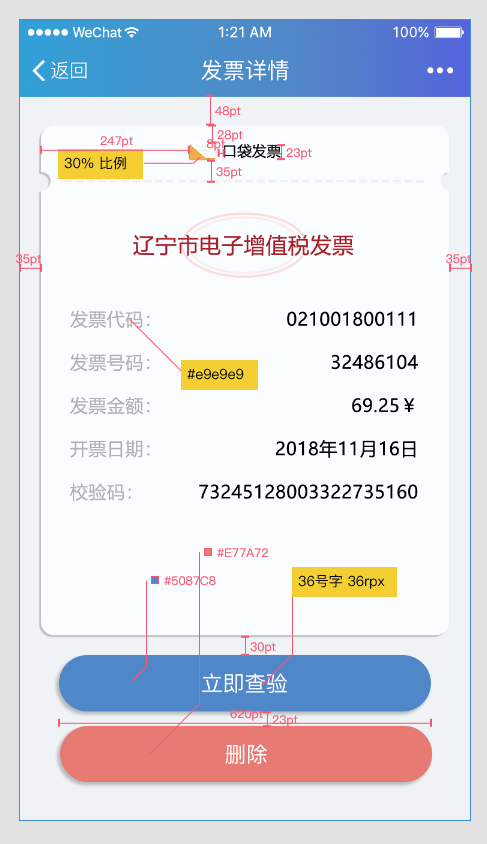 WeChat 1:21 AM 100%
返回 发票详情
48pt
28pt
247pt
8pt
口袋发票 23pt
30% 比例
35pt
辽宁市电子增值税发票
35pt 35pt
发票代码: 021001800111
发票号码: 32486104
#e9e9e9
发票金额: 69.25¥
开票日期: 2018年11月16日
校验码: 73245128003322735160
#E77A72
#5087C8
36号字 36rpx
30pt
立即查验
620pt 23pt
删除